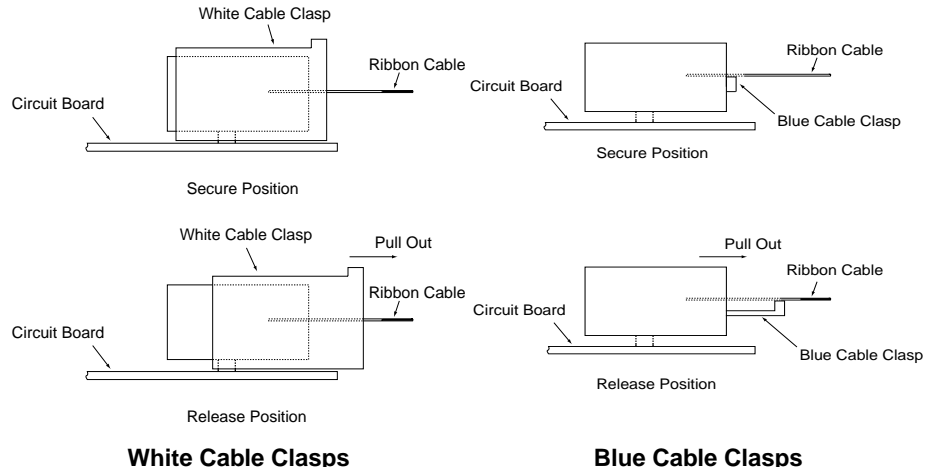 White Cable Clasp
Ribbon Cable
Circuit Board
Secure Position
Ribbon Cable
Circuit Board
Blue Cable Clasp
Secure Position
White Cable Clasp
Pull Out
Ribbon Cable
Circuit Board
Release Position
Pull Out
Ribbon Cable
Circuit Board
Blue Cable Clasp
Release Position
White Cable Clasps
Blue Cable Clasps